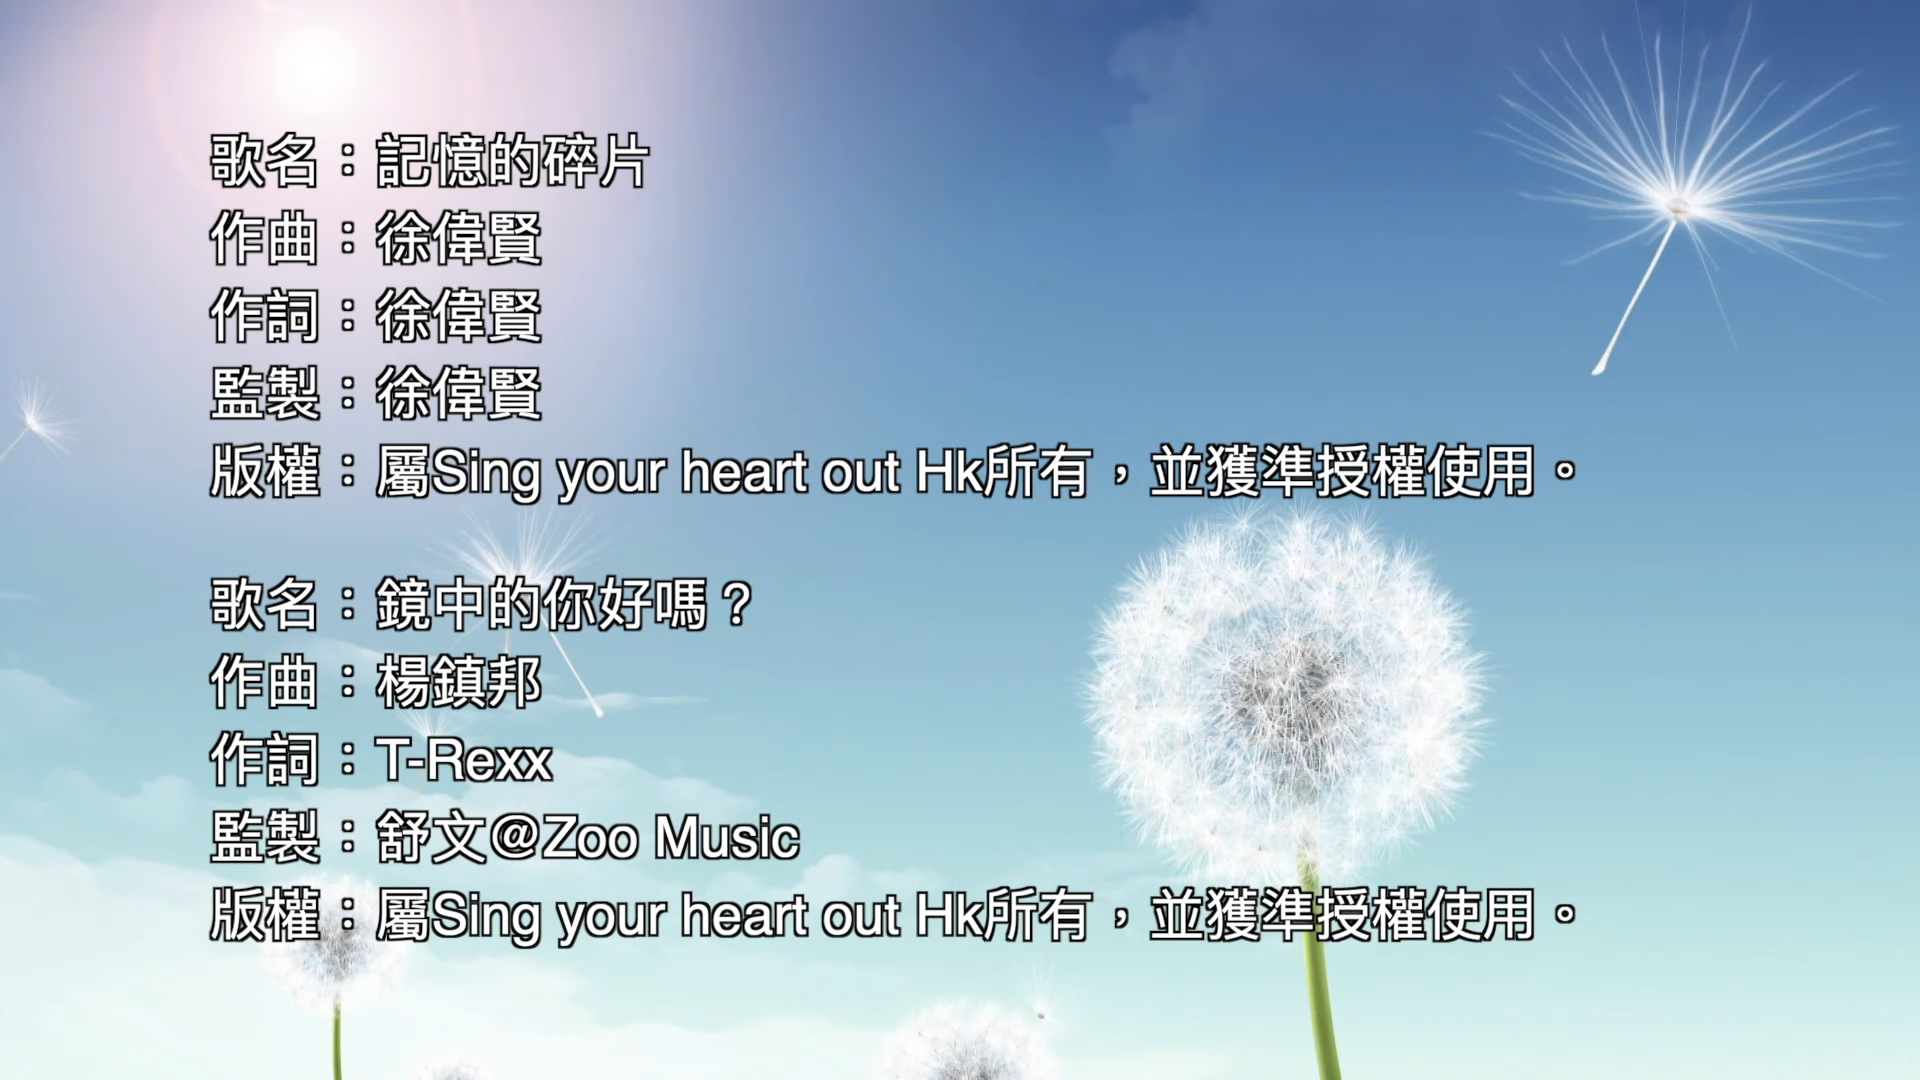 歌名：記憶的碎片
作曲：徐偉賢
作詞：徐偉賢
監製：徐偉賢
版權：屬Sing your heart out Hk所有，並獲準授權使用。
歌名：鏡中的你好嗎？
作曲：楊鎮邦
作詞：T-Rexx
監製：舒文@Zoo Music
版權：屬Sing your heart out Hk所有，並獲準授權使用。